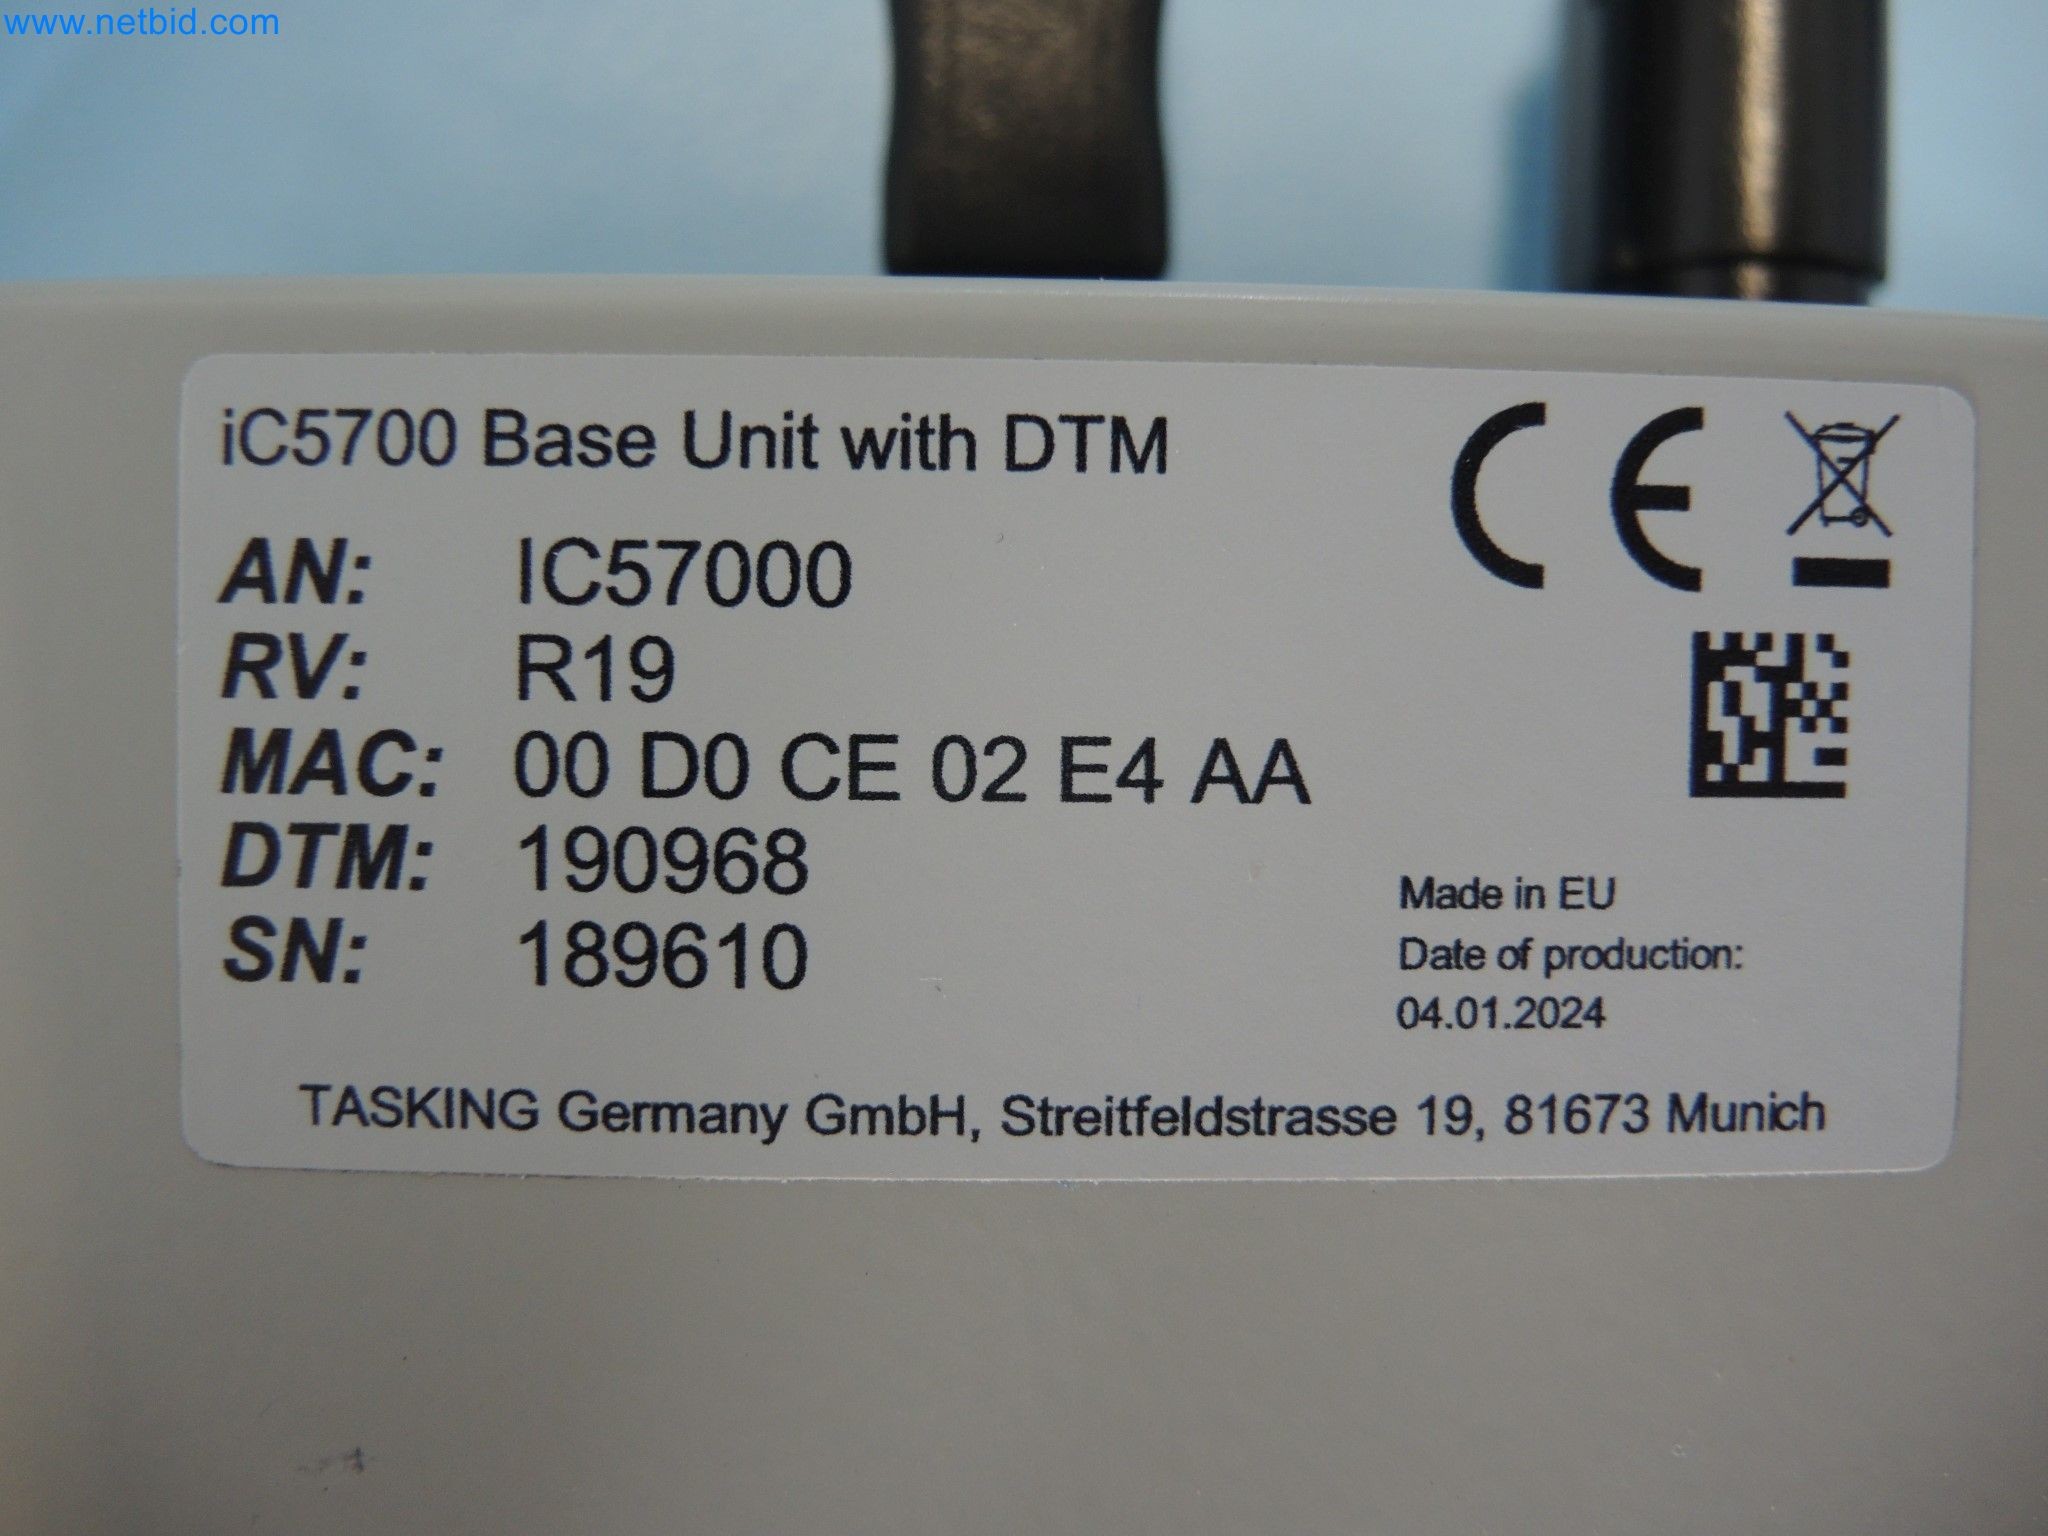 www.netbid.com
iC5700 Base Unit with DTM
AN: IC57000
RV: R19
MAC: 00 D0 CE 02 E4 AA
DTM: 190968
SN: 189610
CE
Made in EU
Date of production:
04.01.2024
TASKING Germany GmbH, Streitfeldstrasse 19, 81673 Munich